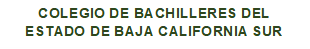 COLEGIO DE BACHILLERES DEL
ESTADO DE BAJA CALIFORNIA SUR